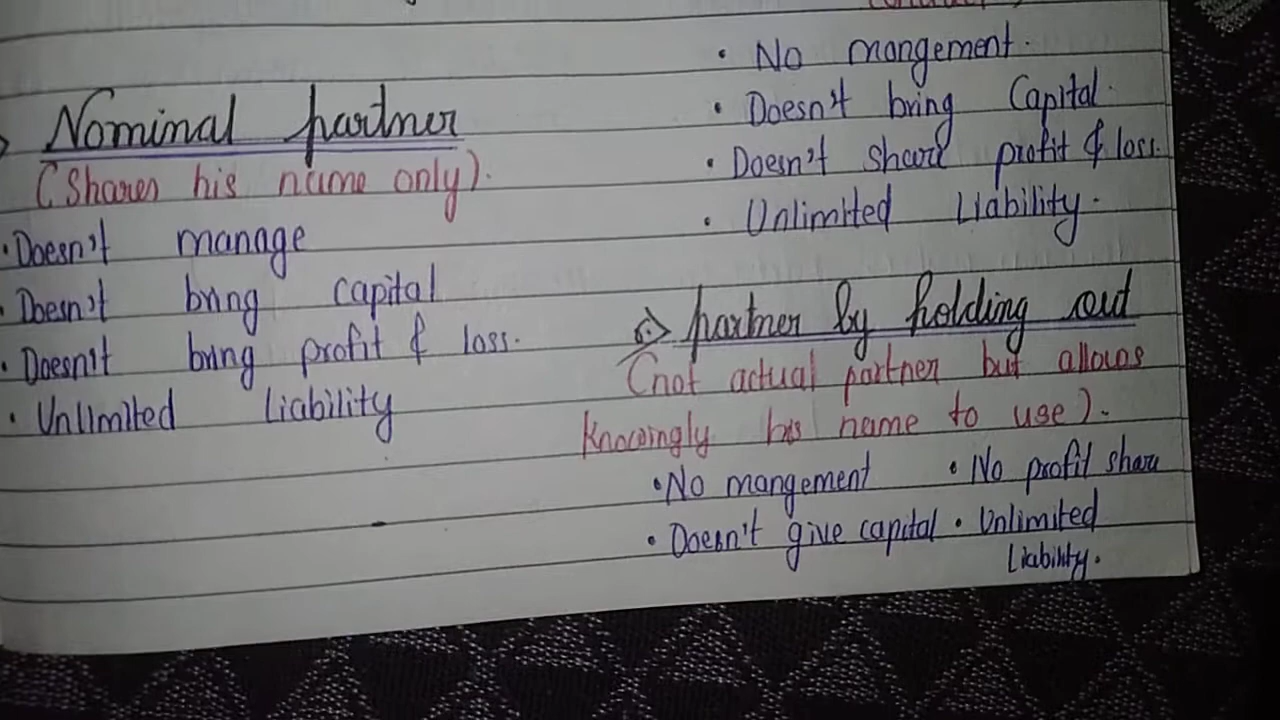 Nominal partner
(Shares his name only).
• Doesn't manage
• Doesn't bring capital
• Doesn't bring profit & loss.
• Unlimited Liability
• No mangement.
• Doesn't bring Capital.
• Doesn't share profit & loss.
• Unlimited Liability.
6> partner by holding out
(not actual partner but allows
Knowingly his name to use).
• No mangement • No profit share
• Doesn't give capital • Unlimited
Liability.